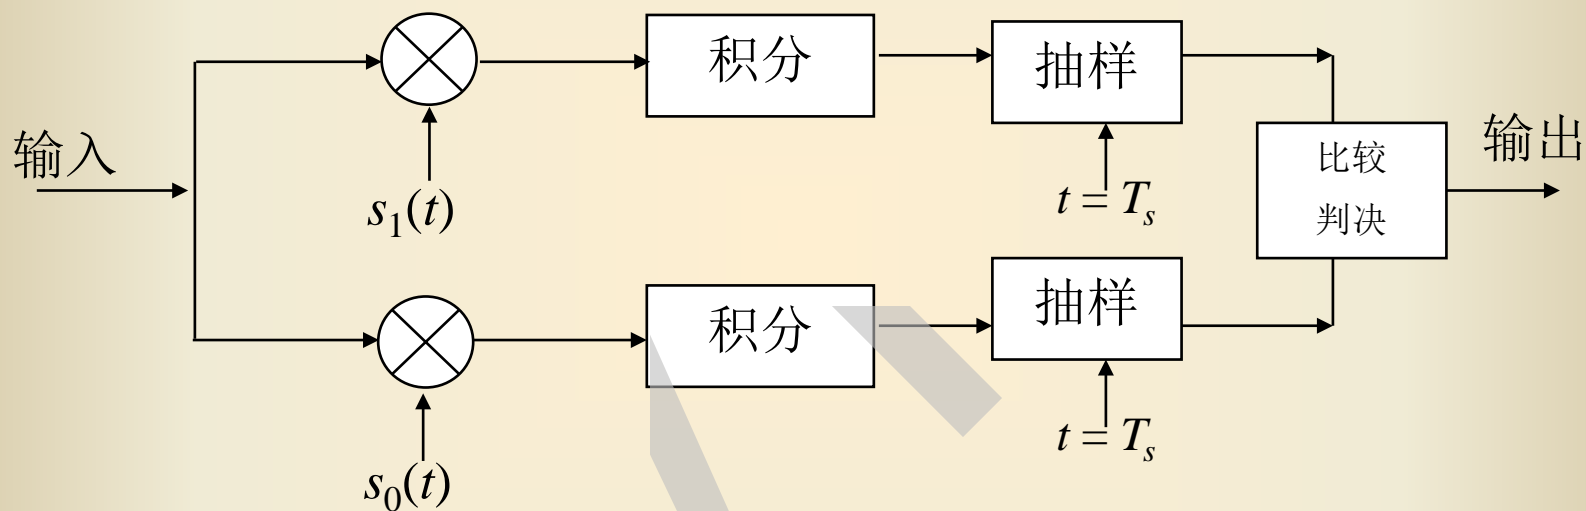 输入
s₁(t)
积分
抽样
t = Tₛ
比较
判决
输出
s₀(t)
积分
抽样
t = Tₛ